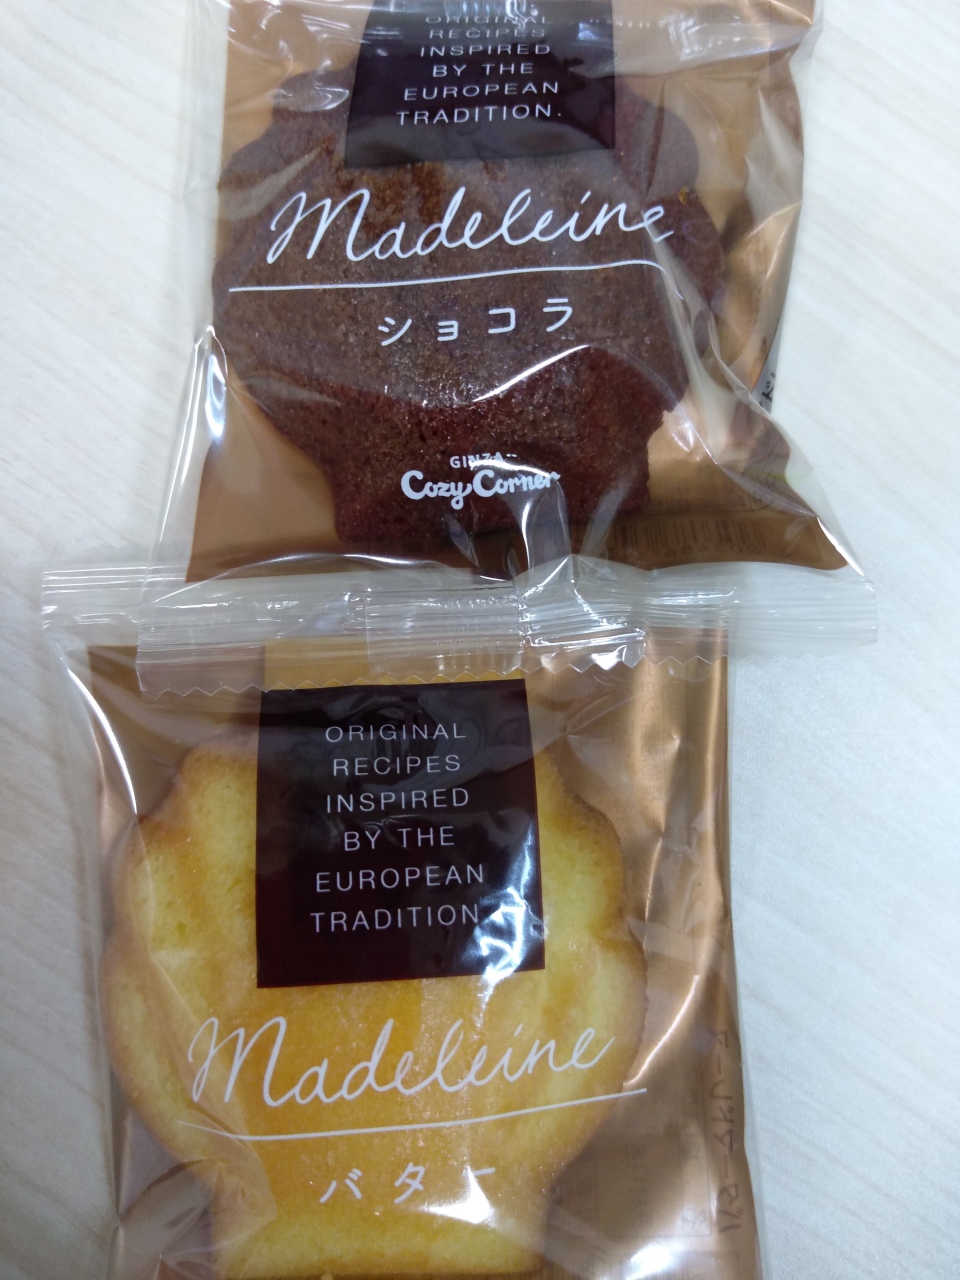 ORIGINAL
RECIPES
INSPIRED
BY THE
EUROPEAN
TRADITION.
Madeleine
ショコラ
GINZA
Cozy Corner
ORIGINAL
RECIPES
INSPIRED
BY THE
EUROPEAN
TRADITION
Madeleine
バター